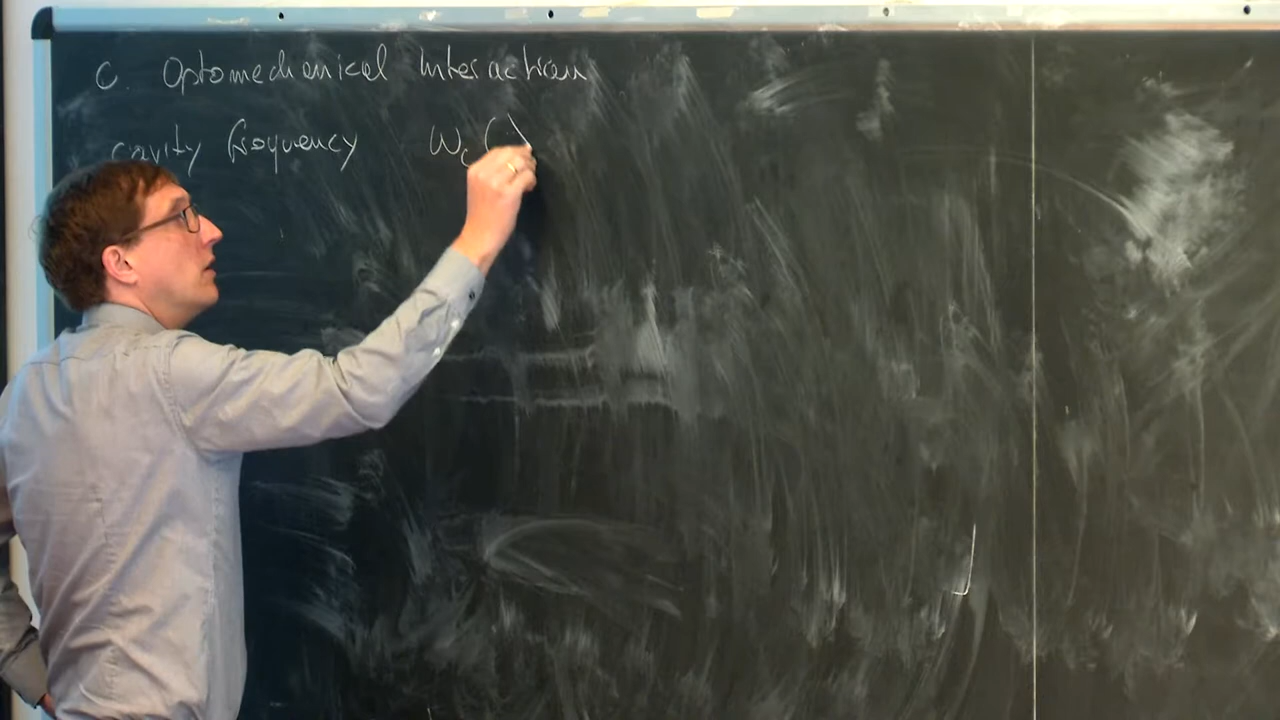 c. Optomechanical Interaction
cavity frequency ω_c ( )